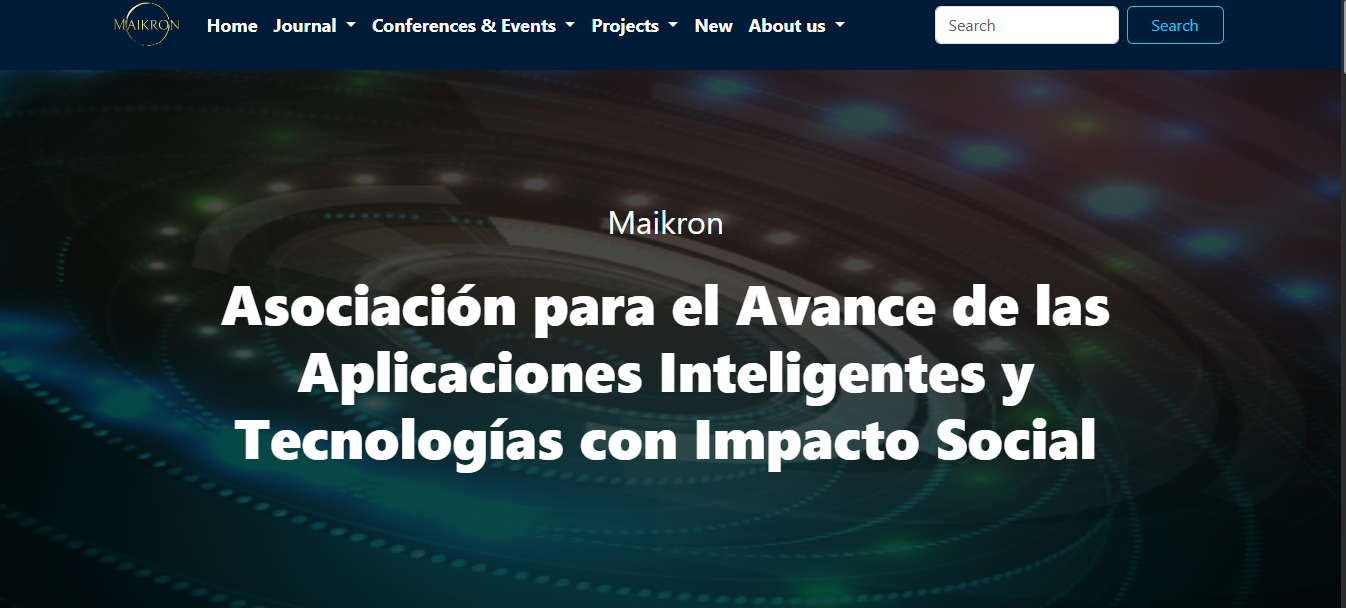 MAIKRON
Home Journal Conferences & Events Projects New About us Search Search
Maikron
Asociación para el Avance de las
Aplicaciones Inteligentes y
Tecnologías con Impacto Social